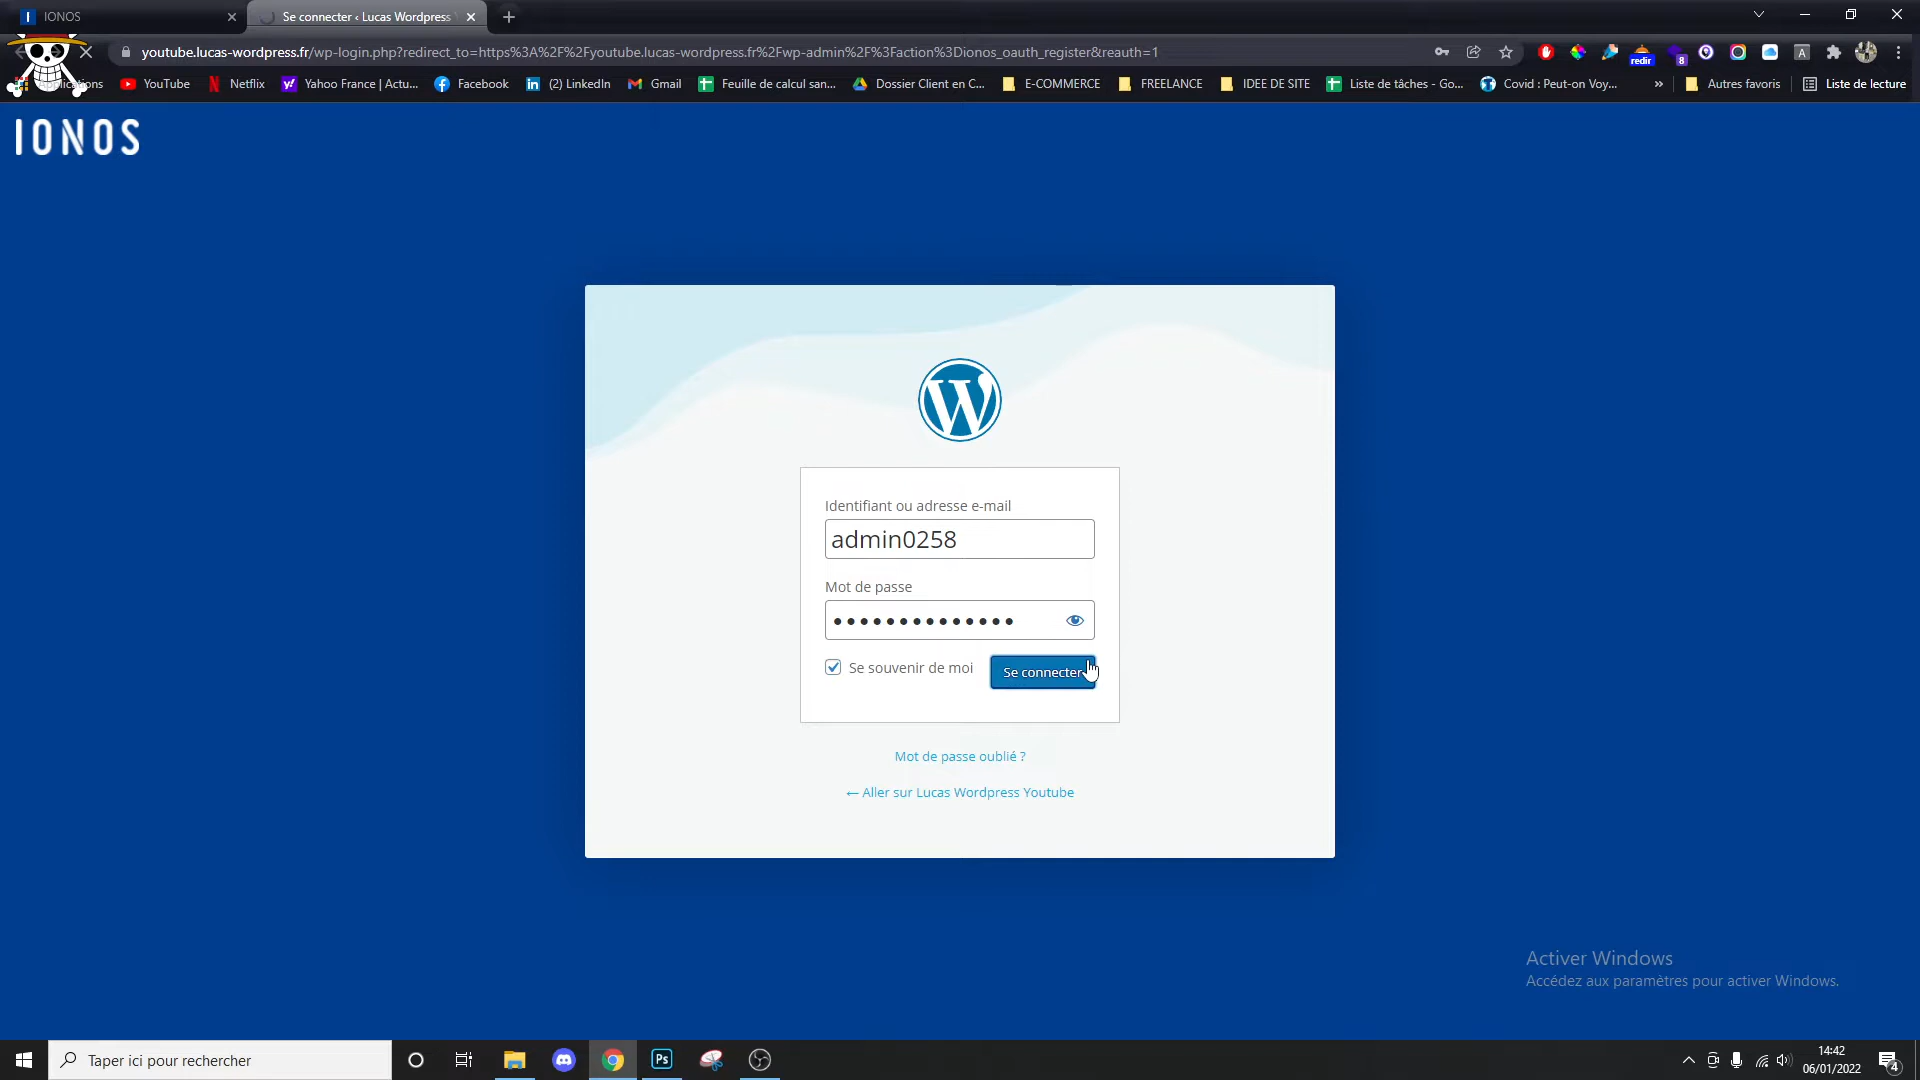 IONOS
Se connecter ‹ Lucas Wordpress
youtube.lucas-wordpress.fr/wp-login.php?redirect_to=https%3A%2F%2Fyoutube.lucas-wordpress.fr%2Fwp-admin%2F%3Faction%3Dionos_oauth_register&reauth=1
redir
8
A
YouTube
Netflix
Yahoo France | Actu...
Facebook
(2) LinkedIn
Gmail
Feuille de calcul san...
Dossier Client en C...
E-COMMERCE
FREELANCE
IDEE DE SITE
Liste de tâches - Go...
Covid : Peut-on Voy...
»
Autres favoris
Liste de lecture
IONOS
Identifiant ou adresse e-mail
admin0258
Mot de passe
Se souvenir de moi
Se connecter
Mot de passe oublié ?
← Aller sur Lucas Wordpress Youtube
Activer Windows
Accédez aux paramètres pour activer Windows.
Taper ici pour rechercher
Ps
14:42
06/01/2022
4